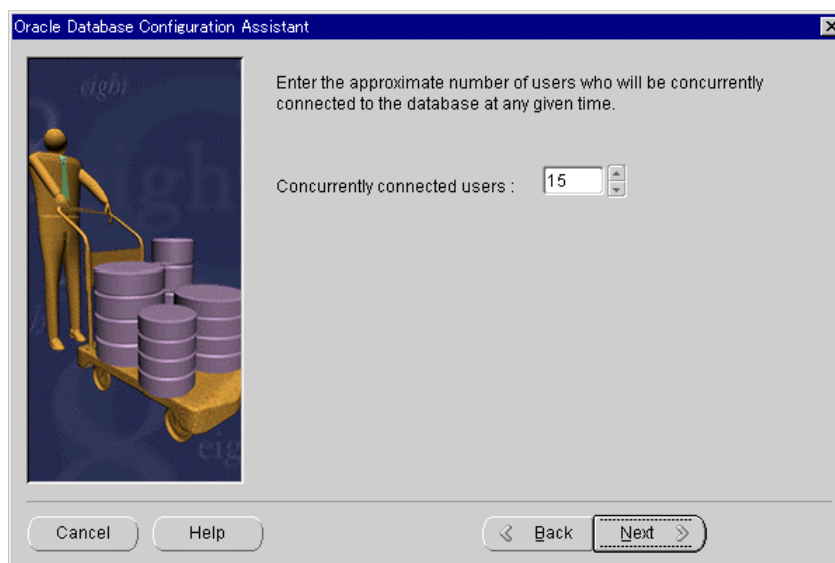 Oracle Database Configuration Assistant
eight
Enter the approximate number of users who will be concurrently
connected to the database at any given time.
Concurrently connected users : 15
Cancel
Help
Back
Next